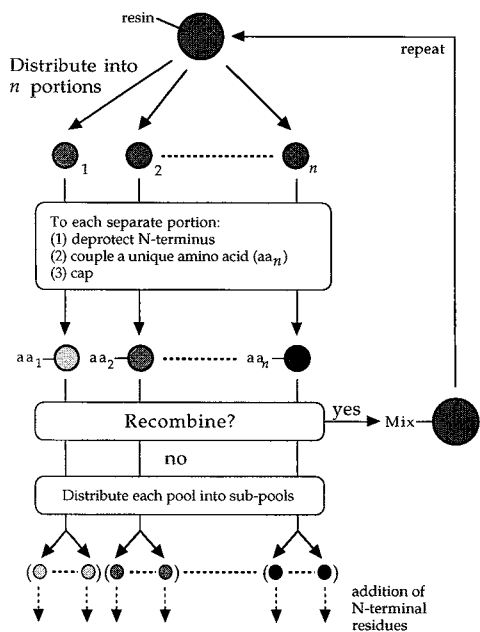 resin
repeat
Distribute into
n portions
1
2
n
To each separate portion:
(1) deprotect N-terminus
(2) couple a unique amino acid (aan)
(3) cap
aa1
aa2
aan
Recombine?
yes
Mix
no
Distribute each pool into sub-pools
( ) ( ) ( )
addition of
N-terminal
residues